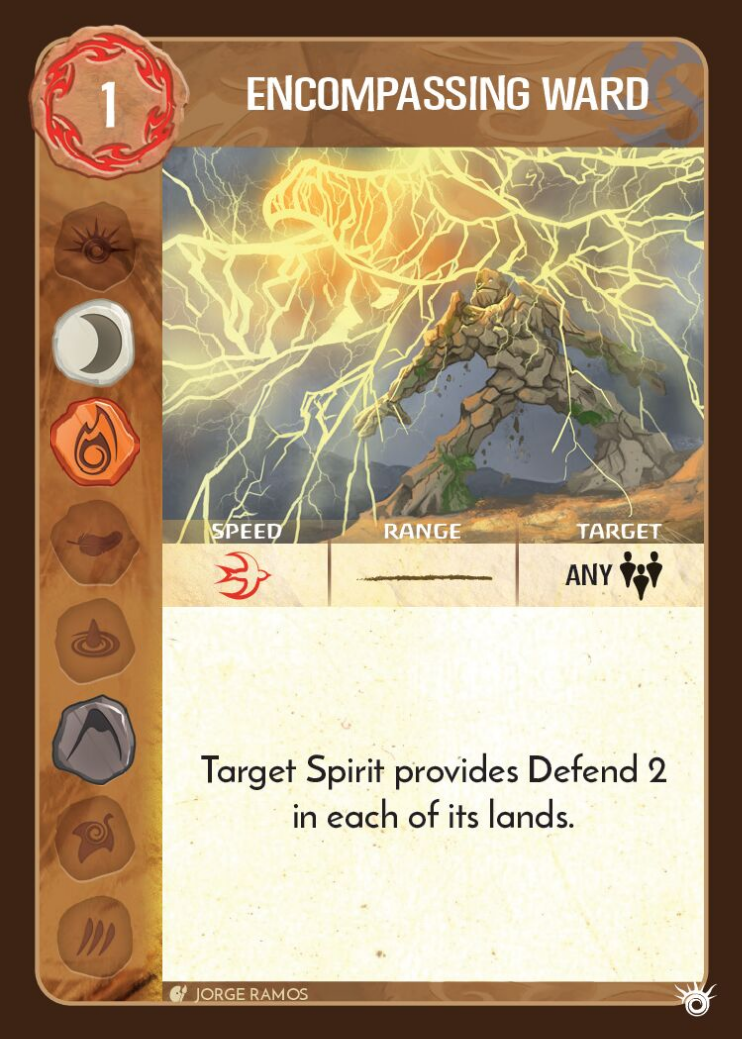 1
ENCOMPASSING WARD
SPEED RANGE TARGET
ANY
Target Spirit provides Defend 2
in each of its lands.
JORGE RAMOS